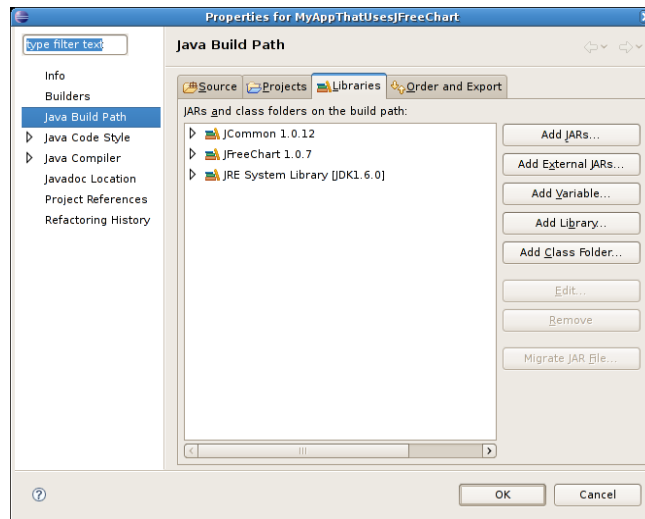 Properties for MyAppThatUsesJFreeChart
type filter text
Java Build Path
Info
Builders
Java Build Path
Java Code Style
Java Compiler
Javadoc Location
Project References
Refactoring History
Source Projects Libraries Order and Export
JARs and class folders on the build path:
JCommon 1.0.12
JFreeChart 1.0.7
JRE System Library [JDK1.6.0]
Add JARs...
Add External JARs...
Add Variable...
Add Library...
Add Class Folder...
Edit...
Remove
Migrate JAR File...
?
OK Cancel